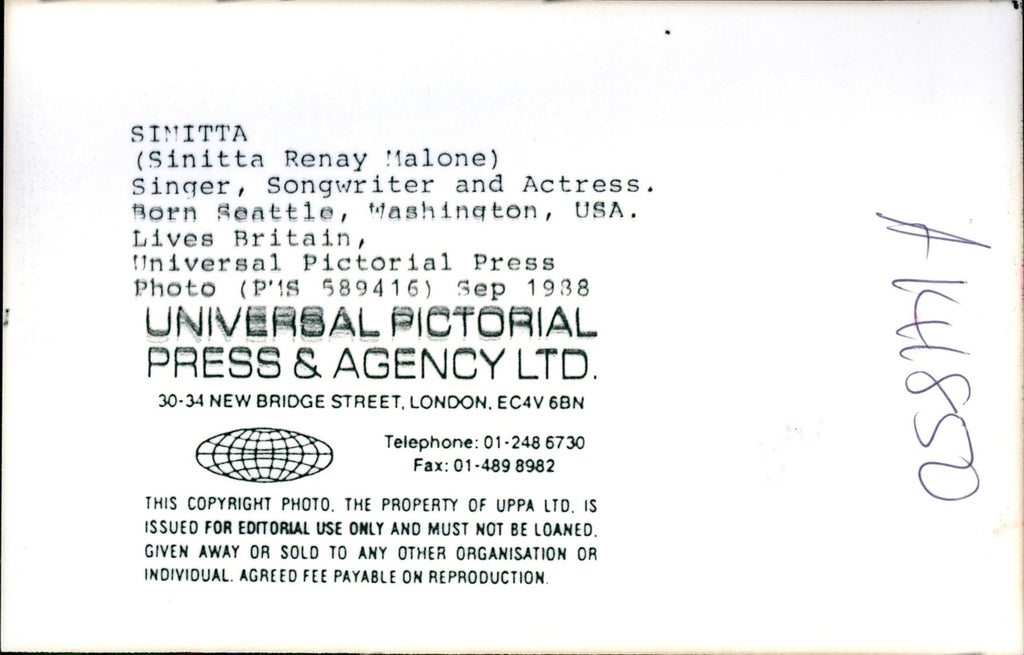 SINITTA
(Sinitta Renay Malone)
Singer, Songwriter and Actress.
Born Seattle, Washington, USA.
Lives Britain,
Universal Pictorial Press
Photo (PMS 589416) Sep 1988
UNIVERSAL PICTORIAL
PRESS & AGENCY LTD.
30-34 NEW BRIDGE STREET, LONDON, EC4V 6BN
Telephone: 01-248 6730
Fax: 01-489 8982
THIS COPYRIGHT PHOTO, THE PROPERTY OF UPPA LTD. IS
ISSUED FOR EDITORIAL USE ONLY AND MUST NOT BE LOANED,
GIVEN AWAY OR SOLD TO ANY OTHER ORGANISATION OR
INDIVIDUAL. AGREED FEE PAYABLE ON REPRODUCTION.